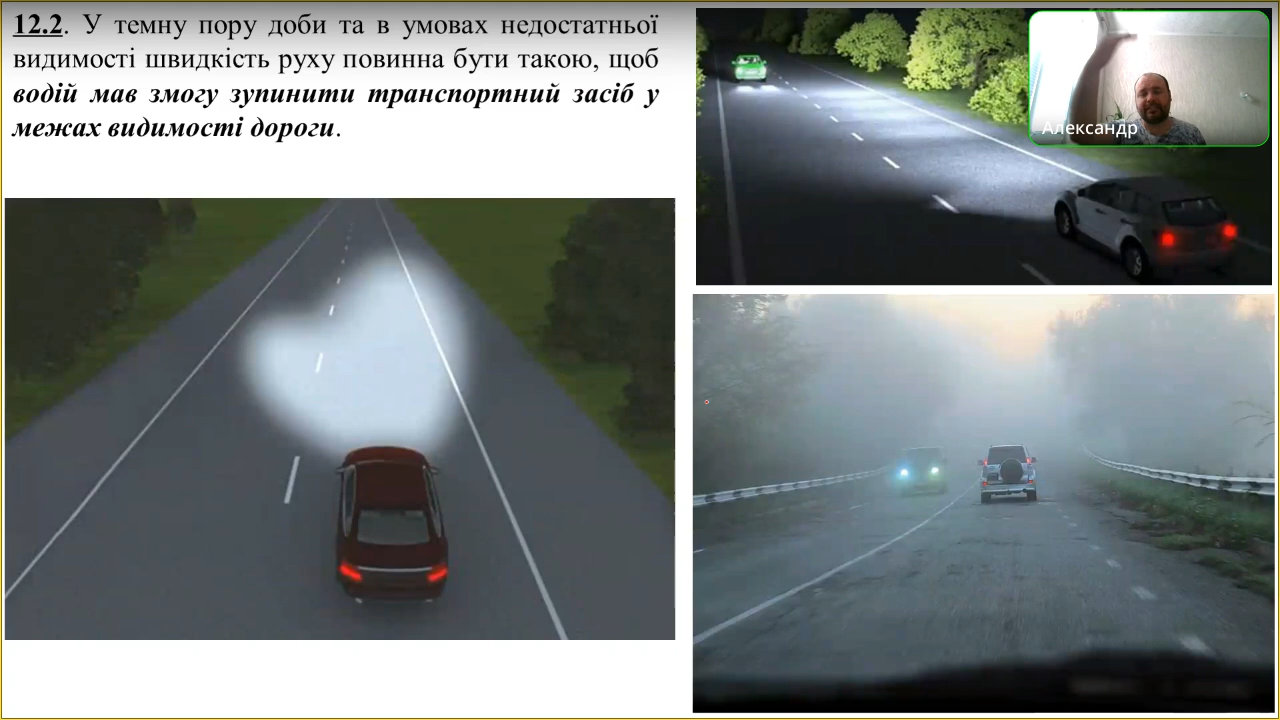 12.2. У темну пору доби та в умовах недостатньої
видимості швидкість руху повинна бути такою, щоб
водій мав змогу зупинити транспортний засіб у
межах видимості дороги.
Александр